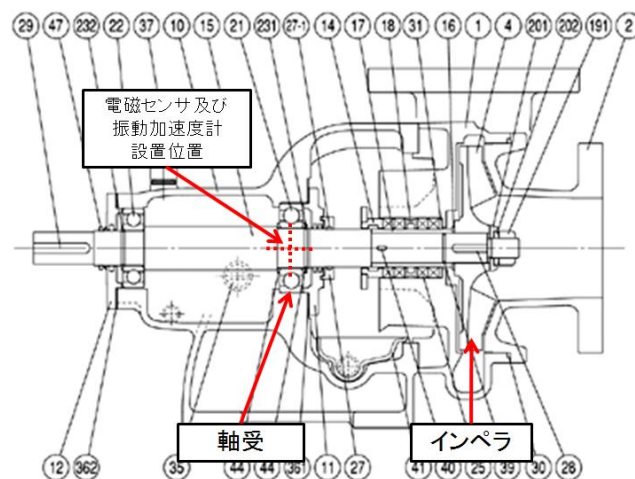 29 47 232 22 37 10 15 21 231 27-1 14 17 18 31 16 1 4 201 202 191 2
電磁センサ及び
振動加速度計
設置位置
軸受
インペラ
12 362 35 44 44 361 11 27 41 40 25 39 30 28